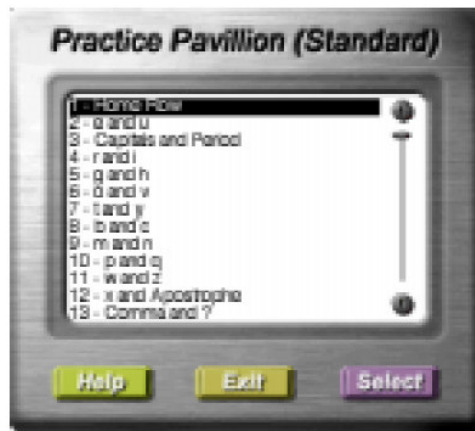 Practice Pavillion (Standard)
1 - Home Row
2 - e and u
3 - Capitals and Period
4 - r and i
5 - g and h
6 - o and v
7 - t and y
8 - b and c
9 - m and n
10 - p and q
11 - w and z
12 - x and Apostrophe
13 - Comma and ?
Help Exit Select